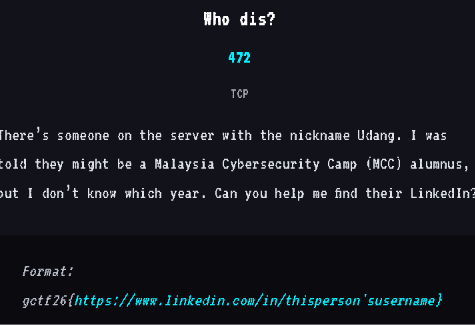 Who dis?
472
TCP
There's someone on the server with the nickname Udang. I was
told they might be a Malaysia Cybersecurity Camp (MCC) alumnus,
but I don't know which year. Can you help me find their LinkedIn?
Format:
gctf26{https://www.linkedin.com/in/thisperson'susername}